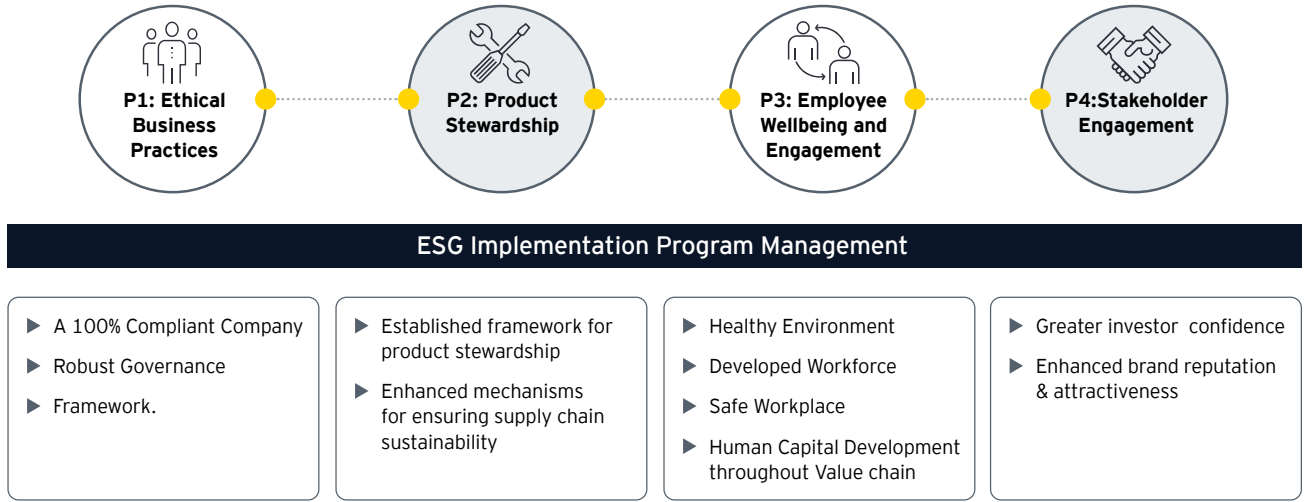 P1: Ethical
Business
Practices
P2: Product
Stewardship
P3: Employee
Wellbeing and
Engagement
P4:Stakeholder
Engagement
ESG Implementation Program Management
A 100% Compliant Company
Robust Governance
Framework.
Established framework for
product stewardship
Enhanced mechanisms
for ensuring supply chain
sustainability
Healthy Environment
Developed Workforce
Safe Workplace
Human Capital Development
throughout Value chain
Greater investor confidence
Enhanced brand reputation
& attractiveness